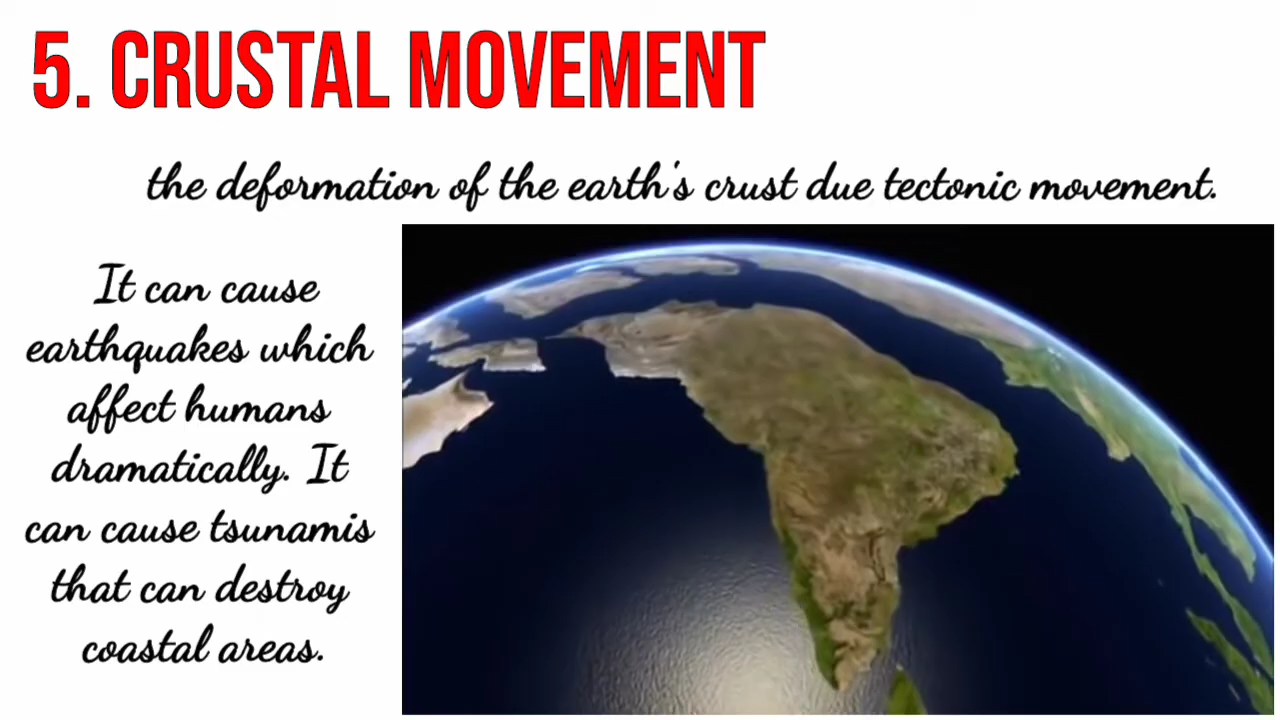 5. CRUSTAL MOVEMENT
the deformation of the earth's crust due tectonic movement.
It can cause
earthquakes which
affect humans
dramatically. It
can cause tsunamis
that can destroy
coastal areas.